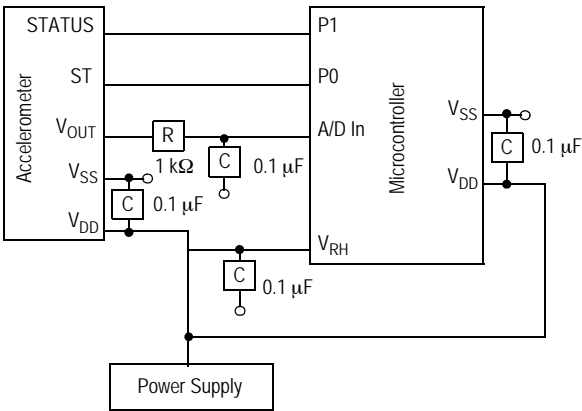 STATUS
P1
ST
P0
VOUT
R
A/D In
1 kΩ
C
0.1 µF
VSS
C
0.1 µF
VDD
Accelerometer
Microcontroller
VSS
C
0.1 µF
VDD
VRH
C
0.1 µF
Power Supply